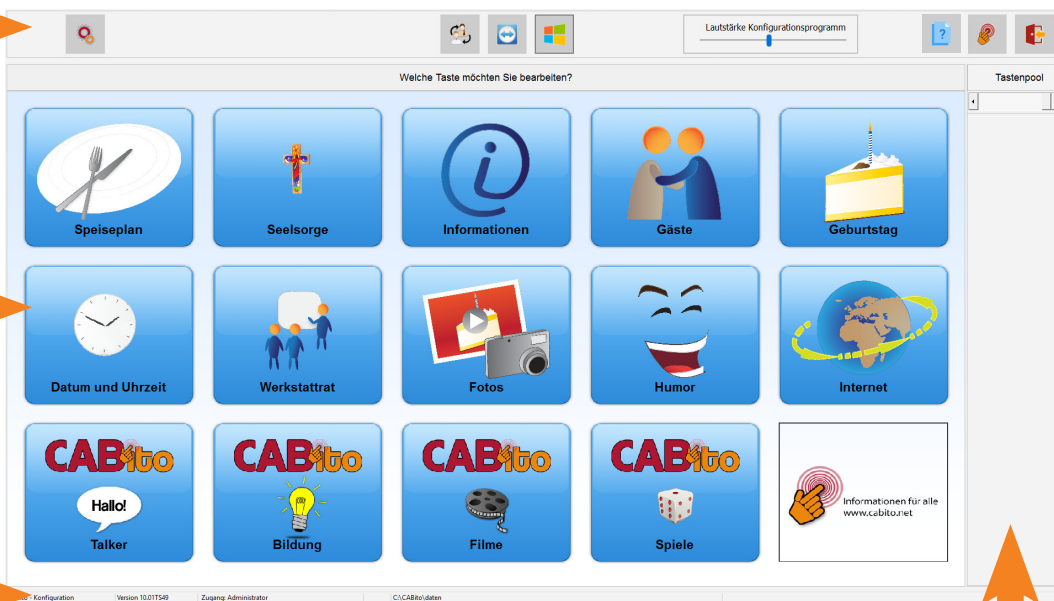 Lautstärke Konfigurationsprogramm
?
Welche Taste möchten Sie bearbeiten?
Tastenpool
Speiseplan
Seelsorge
Informationen
Gäste
Geburtstag
Datum und Uhrzeit
Werkstattrat
Fotos
Humor
Internet
CABito
Hallo!
Talker
CABito
Bildung
CABito
Filme
CABito
Spiele
Informationen für alle
www.cabito.net
- Konfiguration
Version 10.01T549
Zugang: Administrator
C:\CABito\daten